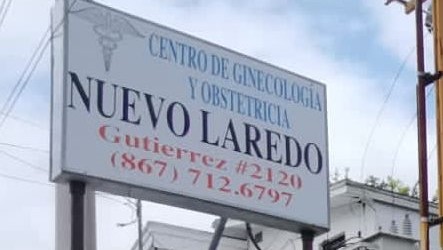 CENTRO DE GINECOLOGÍA
Y OBSTETRICIA
NUEVO LAREDO
Gutierrez #2120
(867) 712.6797